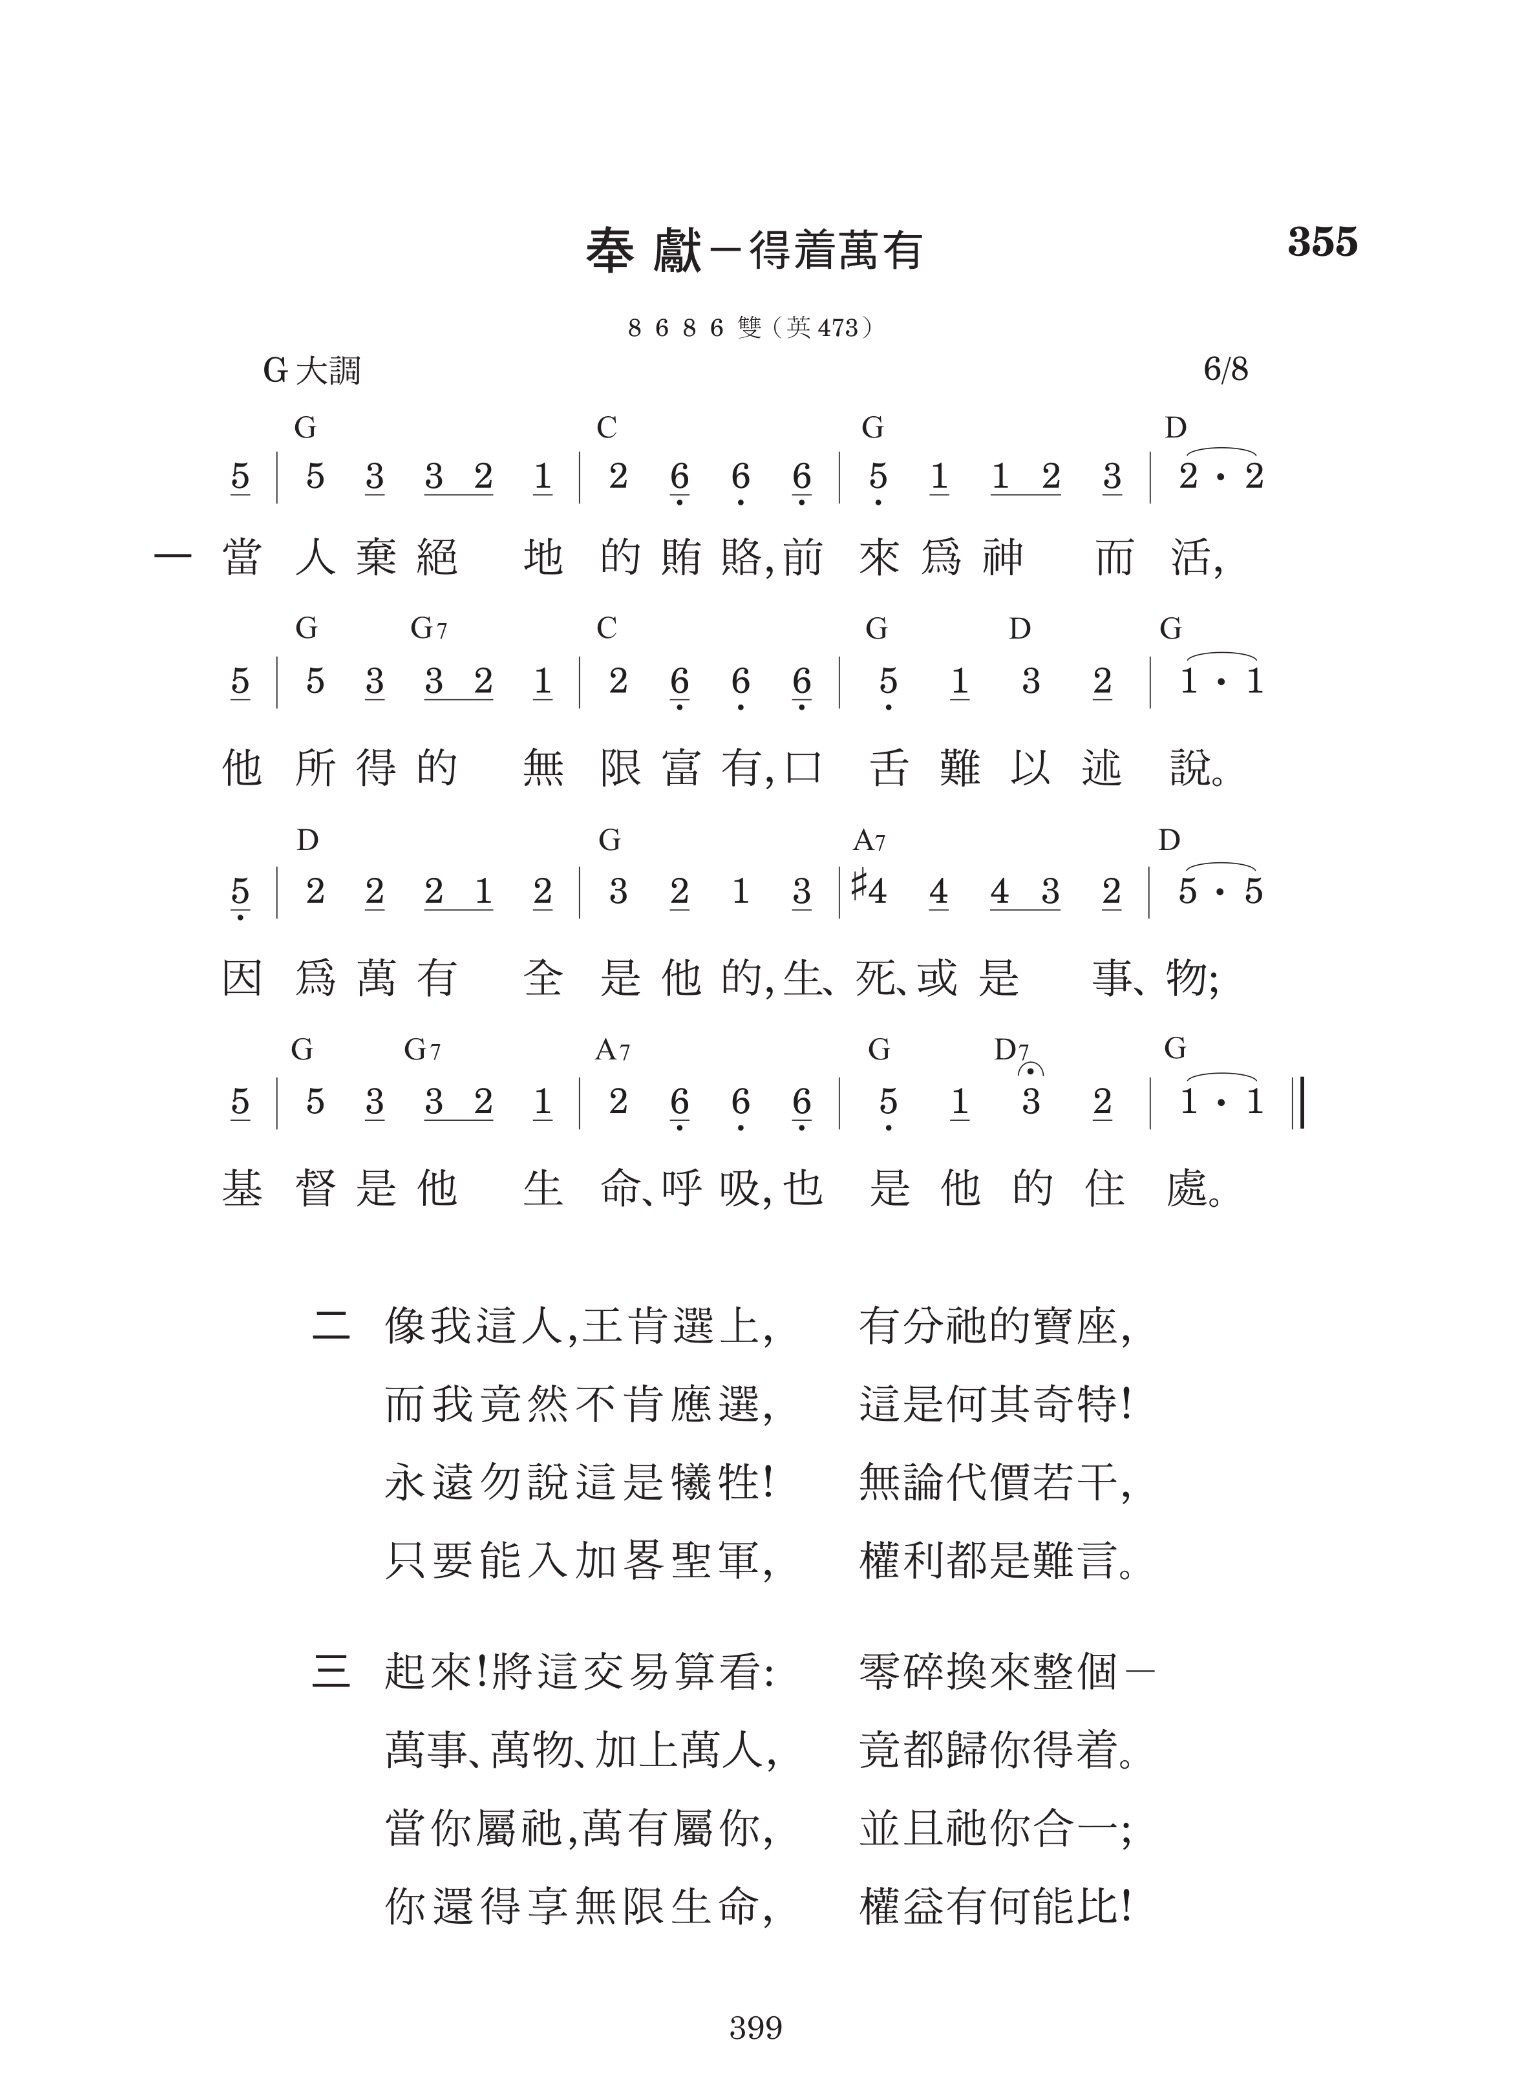 奉獻－得着萬有
355
8 6 8 6 雙（英473）
G 大調 6/8
G C G D
5 | 5 3 3 2 1 | 2 6 6 6 | 5 1 1 2 3 | 2 · 2
一 當人棄絕地的賄賂,前來爲神而活,
G G7 C G D G
5 | 5 3 3 2 1 | 2 6 6 6 | 5 1 3 2 | 1 · 1
他所得的無限富有,口舌難以述說。
D G A7 D
5 | 2 2 2 1 2 | 3 2 1 3 | ♯4 4 4 3 2 | 5 · 5
因爲萬有全是他的,生、死、或是事、物;
G G7 A7 G D7 G
5 | 5 3 3 2 1 | 2 6 6 6 | 5 1 3 2 | 1 · 1 ‖
基督是他生命、呼吸,也是他的住處。
二 像我這人,王肯選上, 有分祂的寶座,
而我竟然不肯應選, 這是何其奇特!
永遠勿說這是犧牲! 無論代價若干,
只要能入加畧聖軍, 權利都是難言。
三 起來!將這交易算看: 零碎換來整個－
萬事、萬物、加上萬人, 竟都歸你得着。
當你屬祂,萬有屬你, 並且祂你合一;
你還得享無限生命, 權益有何能比!
399